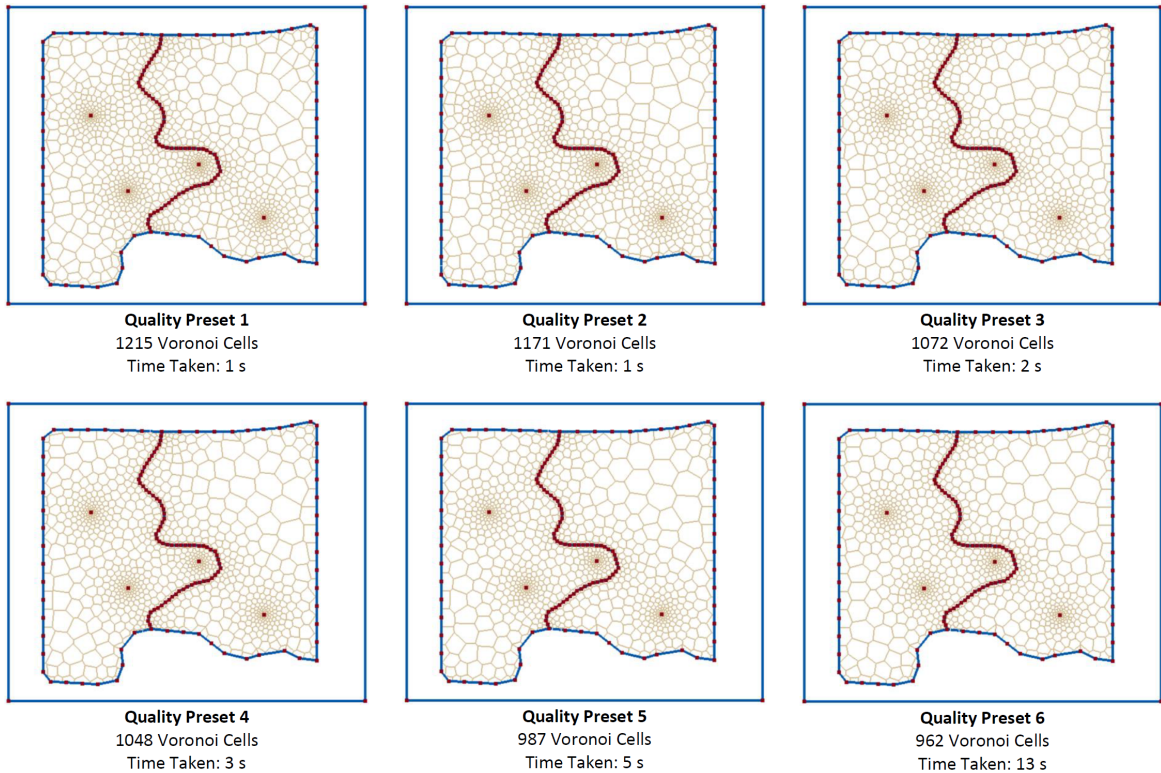 Quality Preset 1
1215 Voronoi Cells
Time Taken: 1 s
Quality Preset 2
1171 Voronoi Cells
Time Taken: 1 s
Quality Preset 3
1072 Voronoi Cells
Time Taken: 2 s
Quality Preset 4
1048 Voronoi Cells
Time Taken: 3 s
Quality Preset 5
987 Voronoi Cells
Time Taken: 5 s
Quality Preset 6
962 Voronoi Cells
Time Taken: 13 s